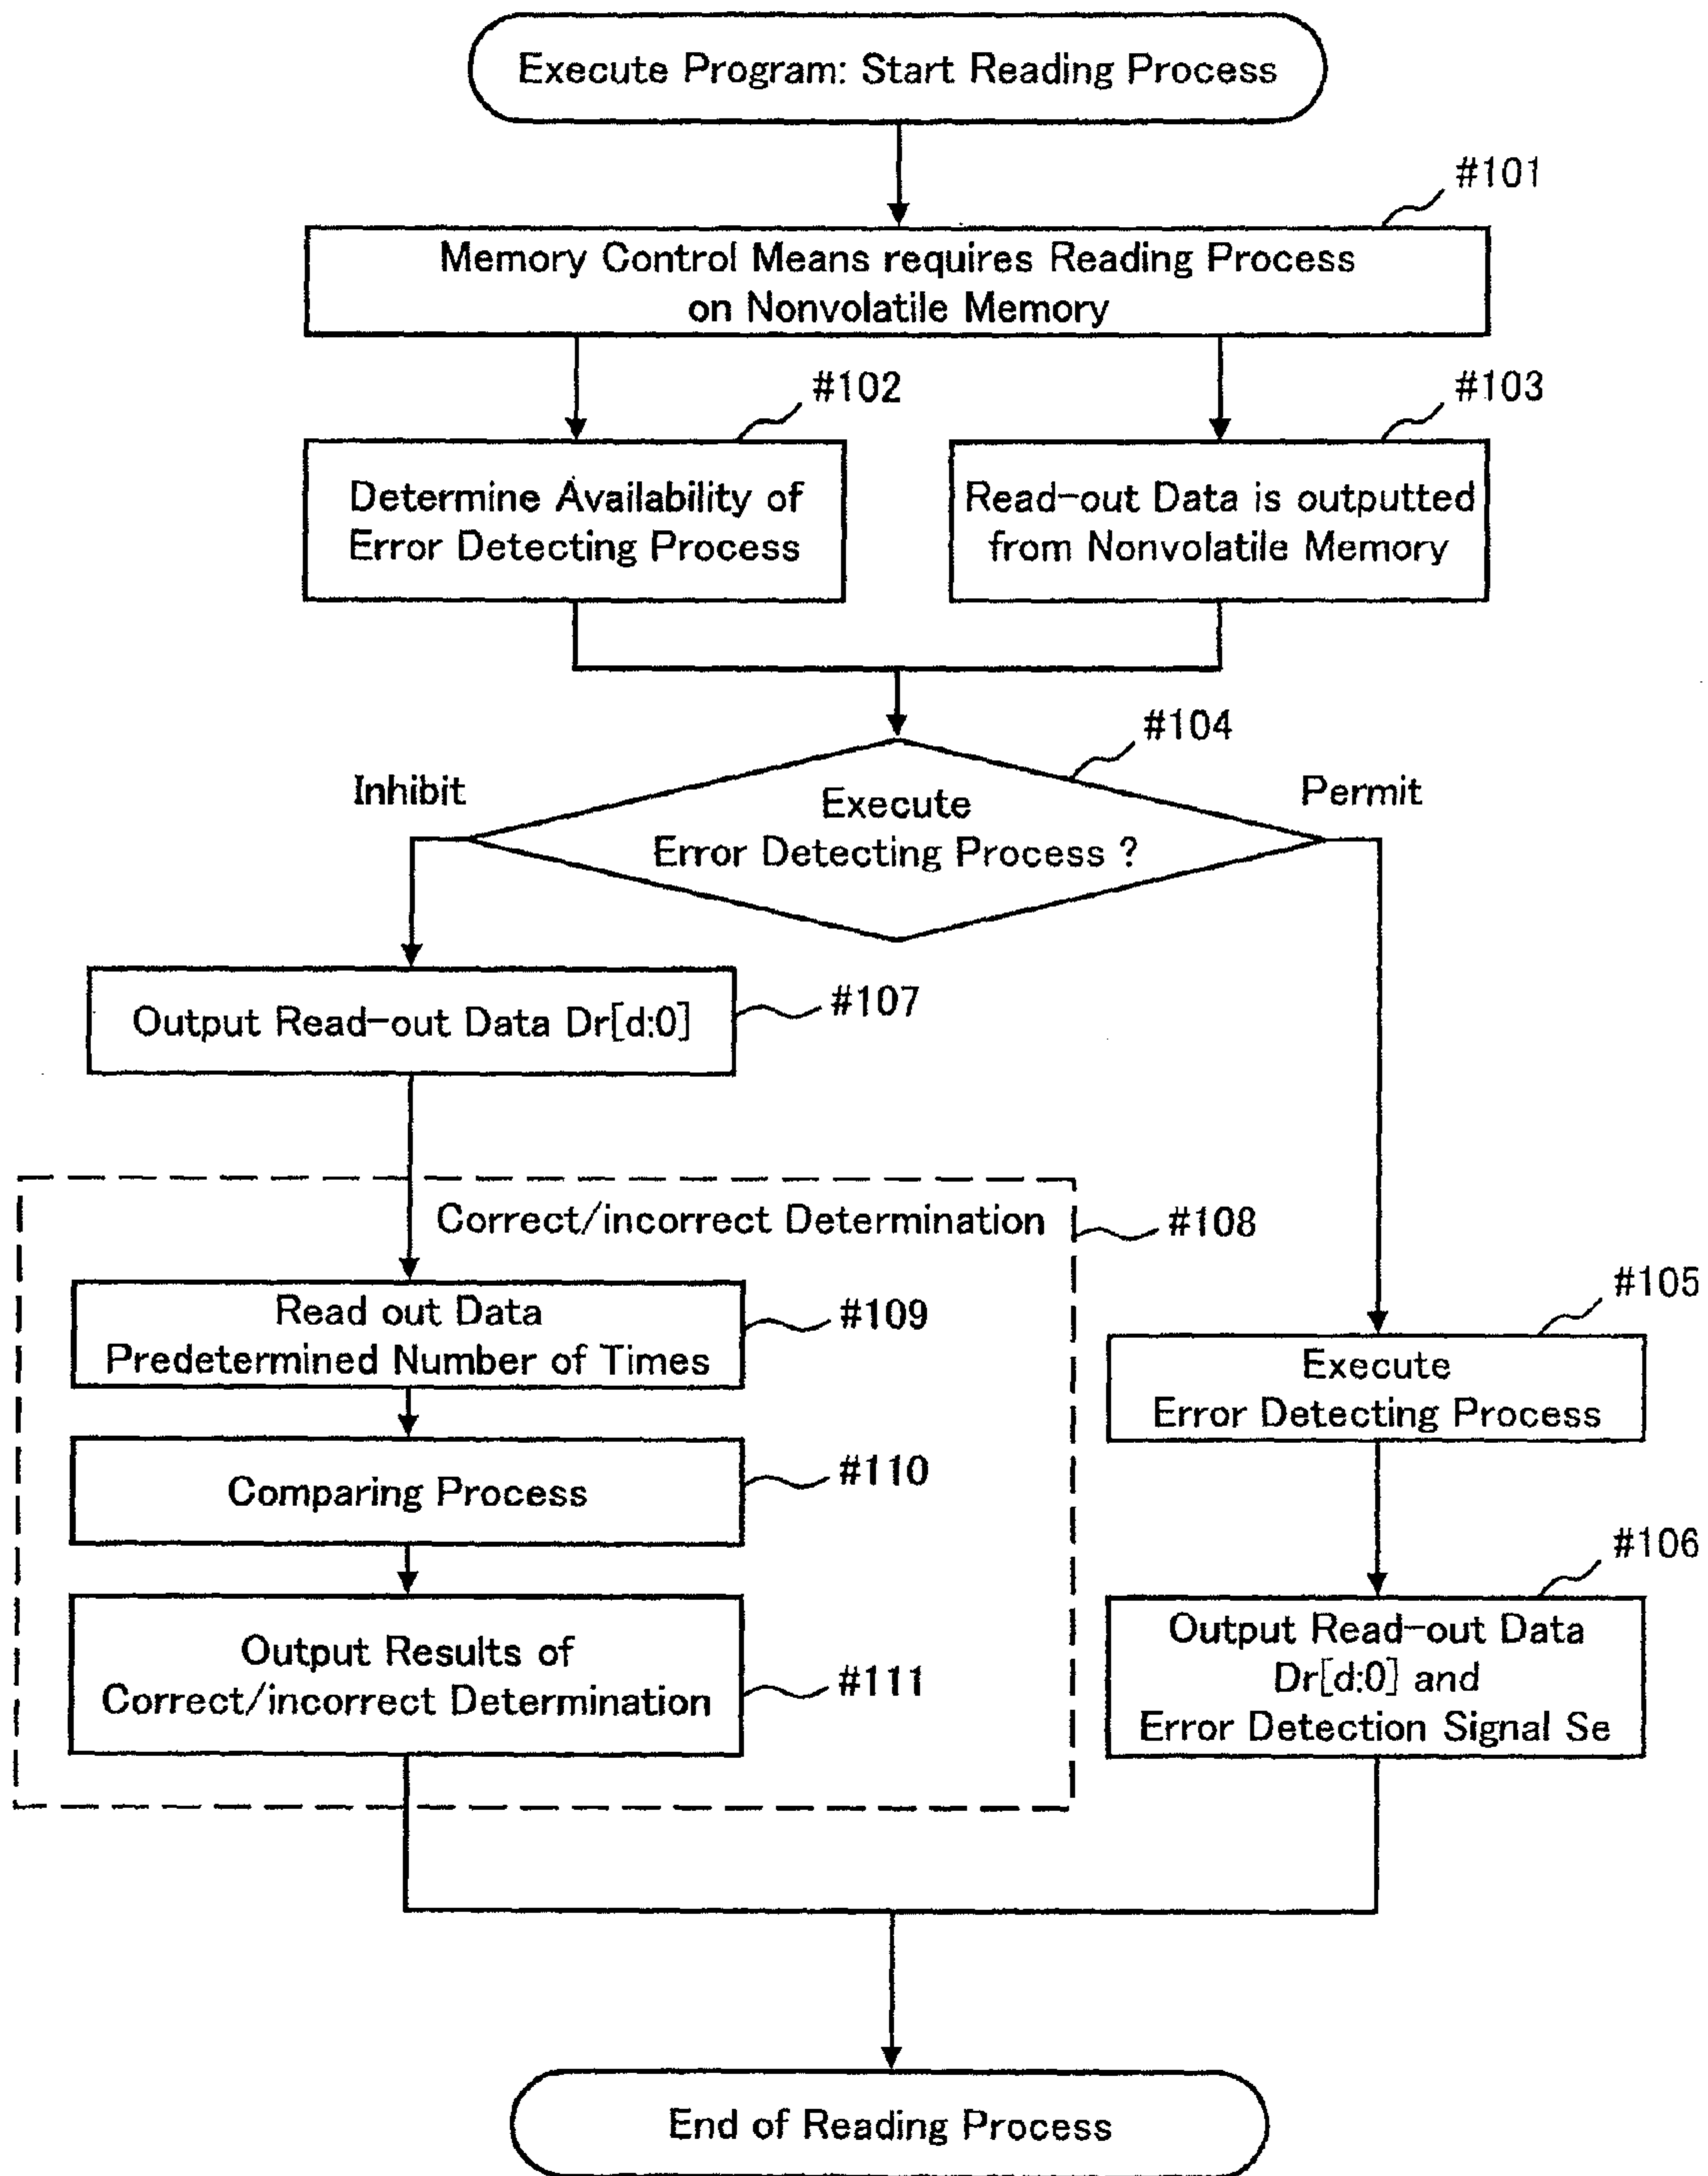 Execute Program: Start Reading Process
#101
Memory Control Means requires Reading Process
on Nonvolatile Memory
#102
#103
Determine Availability of
Error Detecting Process
Read-out Data is outputted
from Nonvolatile Memory
#104
Inhibit
Permit
Execute
Error Detecting Process ?
Output Read-out Data Dr[d:0]
#107
Correct/incorrect Determination
#108
Read out Data
Predetermined Number of Times
#109
#105
Execute
Error Detecting Process
Comparing Process
#110
#106
Output Results of
Correct/incorrect Determination
#111
Output Read-out Data
Dr[d:0] and
Error Detection Signal Se
End of Reading Process